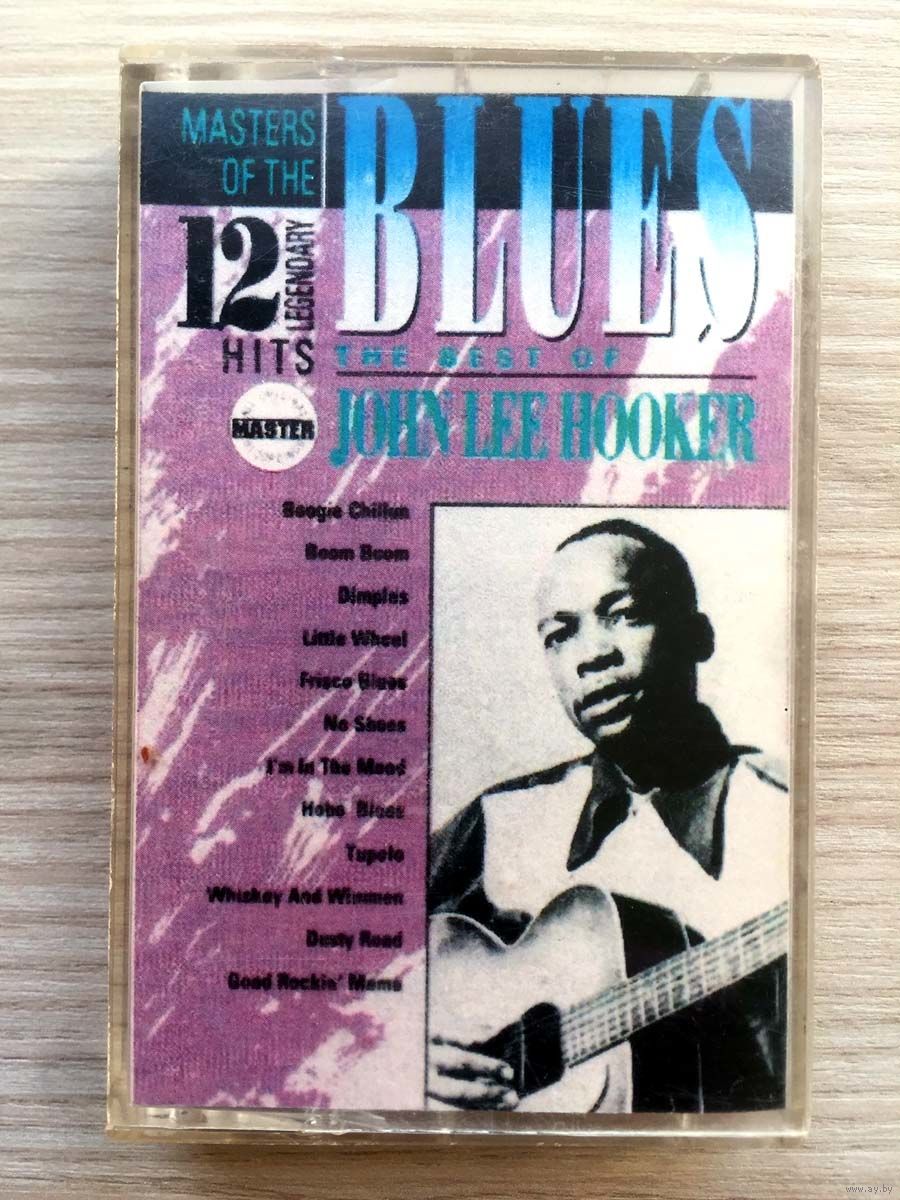 MASTERS
OF THE
BLUES
12
LEGENDARY
HITS
THE BEST OF
MASTER
JOHN LEE HOOKER
Boogie Chillun
Boom Boom
Dimples
Little Wheel
Frisco Blues
No Shoes
I'm In The Mood
Hobo Blues
Tupelo
Whiskey And Wimmen
Dusty Road
Good Rockin' Mama
www.ay.by